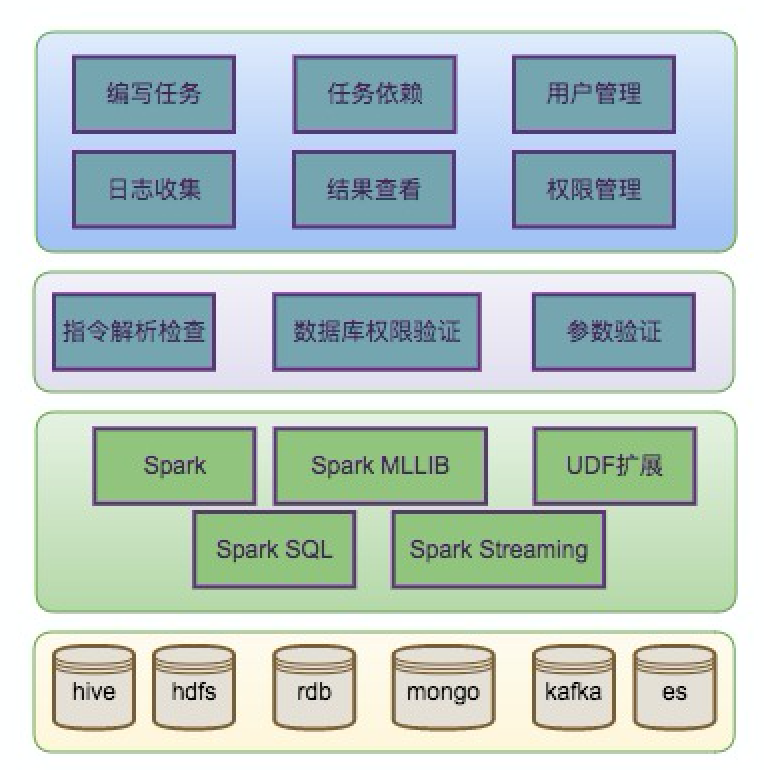 编写任务
任务依赖
用户管理
日志收集
结果查看
权限管理
指令解析检查
数据库权限验证
参数验证
Spark
Spark MLLIB
UDF扩展
Spark SQL
Spark Streaming
hive
hdfs
rdb
mongo
kafka
es